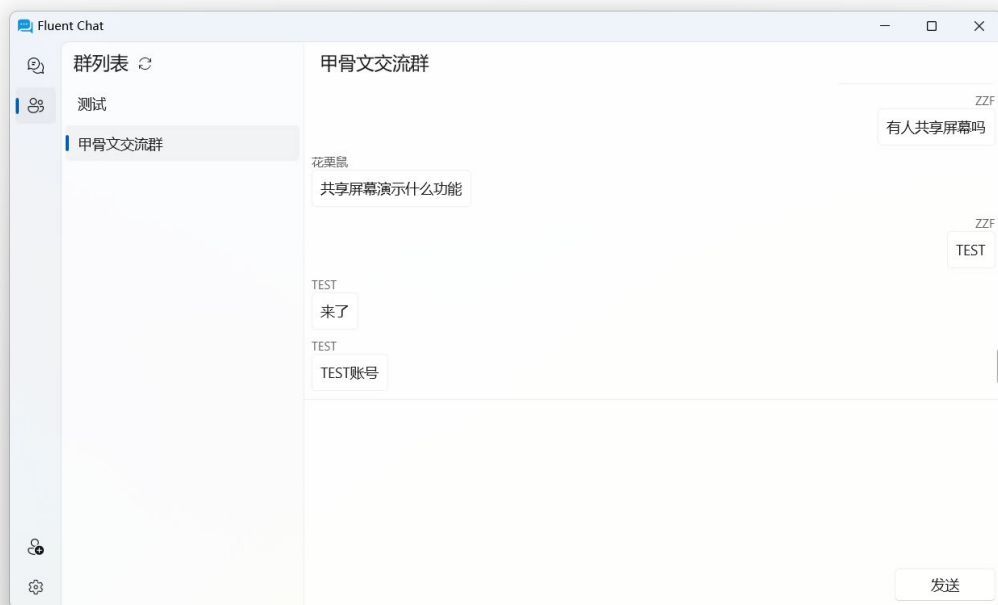 Fluent Chat
群列表
测试
甲骨文交流群
甲骨文交流群
ZZF
有人共享屏幕吗
花栗鼠
共享屏幕演示什么功能
ZZF
TEST
TEST
来了
TEST
TEST账号
发送